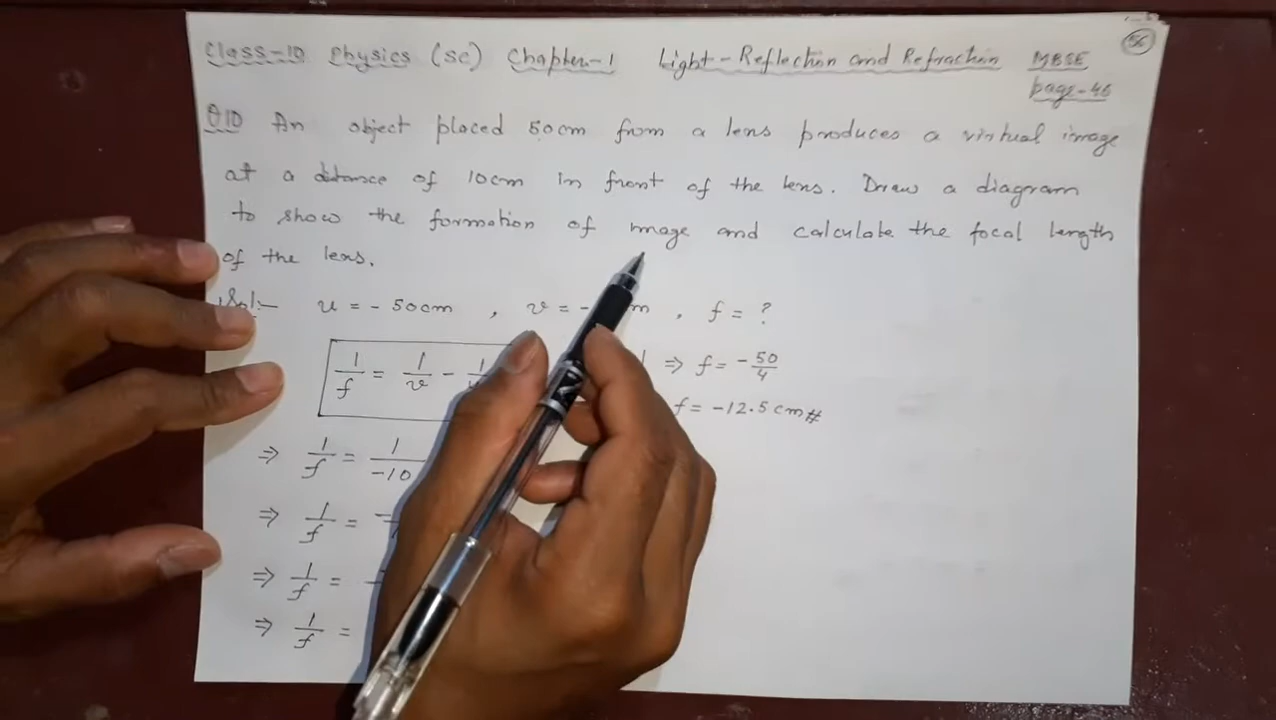 56
Class-10 Physics (sc) Chapter-1 Light-Reflection and Refraction MBSE
page-46
Q10 An object placed 50cm from a lens produces a virtual image
at a distance of 10cm in front of the lens. Draw a diagram
to show the formation of image and calculate the focal length
of the lens.
Sol:- u = - 50cm , v = - m , f = ?
1/f = 1/v - 1 ⇒ f = - 50/4
f = -12.5 cm #
⇒ 1/f = 1/-10
⇒ 1/f = -
⇒ 1/f = -
⇒ 1/f =